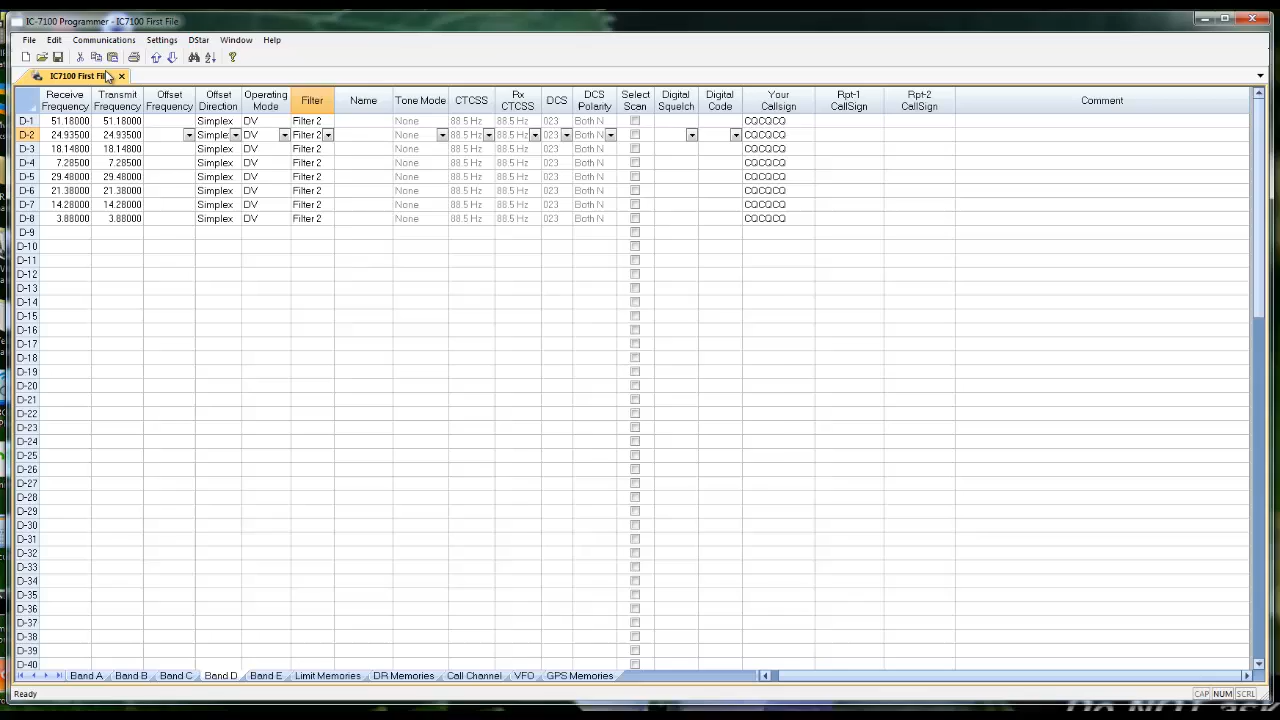 IC-7100 Programmer - IC7100 First File
File Edit Communications Settings DStar Window Help
IC7100 First Fil
Receive Frequency Transmit Frequency Offset Frequency Offset Direction Operating Mode Filter Name Tone Mode CTCSS Rx CTCSS DCS DCS Polarity Select Scan Digital Squelch Digital Code Your Callsign Rpt-1 CallSign Rpt-2 CallSign Comment
D-1 51.18000 51.18000 Simplex DV Filter 2 None 88.5 Hz 88.5 Hz 023 Both N CQCQCQ
D-2 24.93500 24.93500 Simple: DV Filter 2 None 88.5 Hz 88.5 Hz 023 Both N CQCQCQ
D-3 18.14800 18.14800 Simplex DV Filter 2 None 88.5 Hz 88.5 Hz 023 Both N CQCQCQ
D-4 7.28500 7.28500 Simplex DV Filter 2 None 88.5 Hz 88.5 Hz 023 Both N CQCQCQ
D-5 29.48000 29.48000 Simplex DV Filter 2 None 88.5 Hz 88.5 Hz 023 Both N CQCQCQ
D-6 21.38000 21.38000 Simplex DV Filter 2 None 88.5 Hz 88.5 Hz 023 Both N CQCQCQ
D-7 14.28000 14.28000 Simplex DV Filter 2 None 88.5 Hz 88.5 Hz 023 Both N CQCQCQ
D-8 3.88000 3.88000 Simplex DV Filter 2 None 88.5 Hz 88.5 Hz 023 Both N CQCQCQ
D-9
D-10
D-11
D-12
D-13
D-14
D-15
D-16
D-17
D-18
D-19
D-20
D-21
D-22
D-23
D-24
D-25
D-26
D-27
D-28
D-29
D-30
D-31
D-32
D-33
D-34
D-35
D-36
D-37
D-38
D-39
D-40
Band A Band B Band C Band D Band E Limit Memories DR Memories Call Channel VFO GPS Memories
Ready CAP NUM SCRL